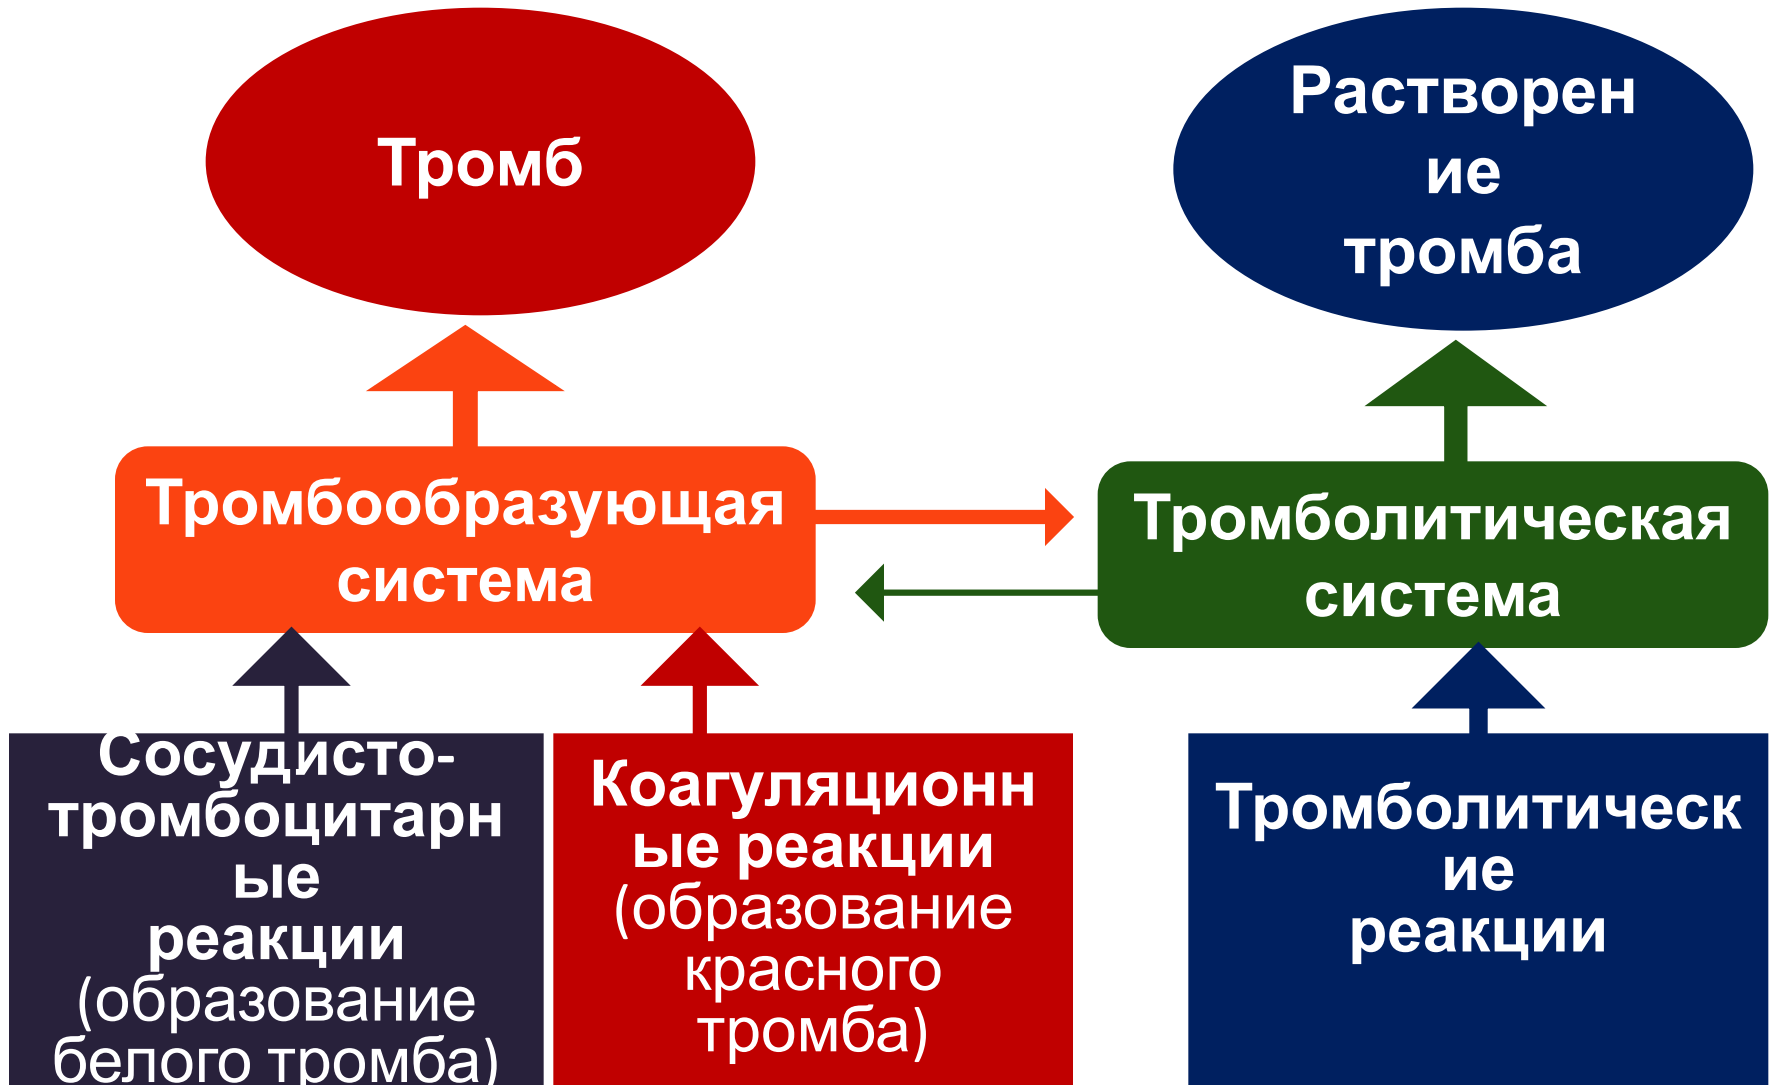 Тромб
Растворен
ие
тромба
Тромбообразующая
система
Тромболитическая
система
Сосудисто-
тромбоцитарн
ые
реакции
(образование
белого тромба)
Коагуляционн
ые реакции
(образование
красного
тромба)
Тромболитическ
ие
реакции